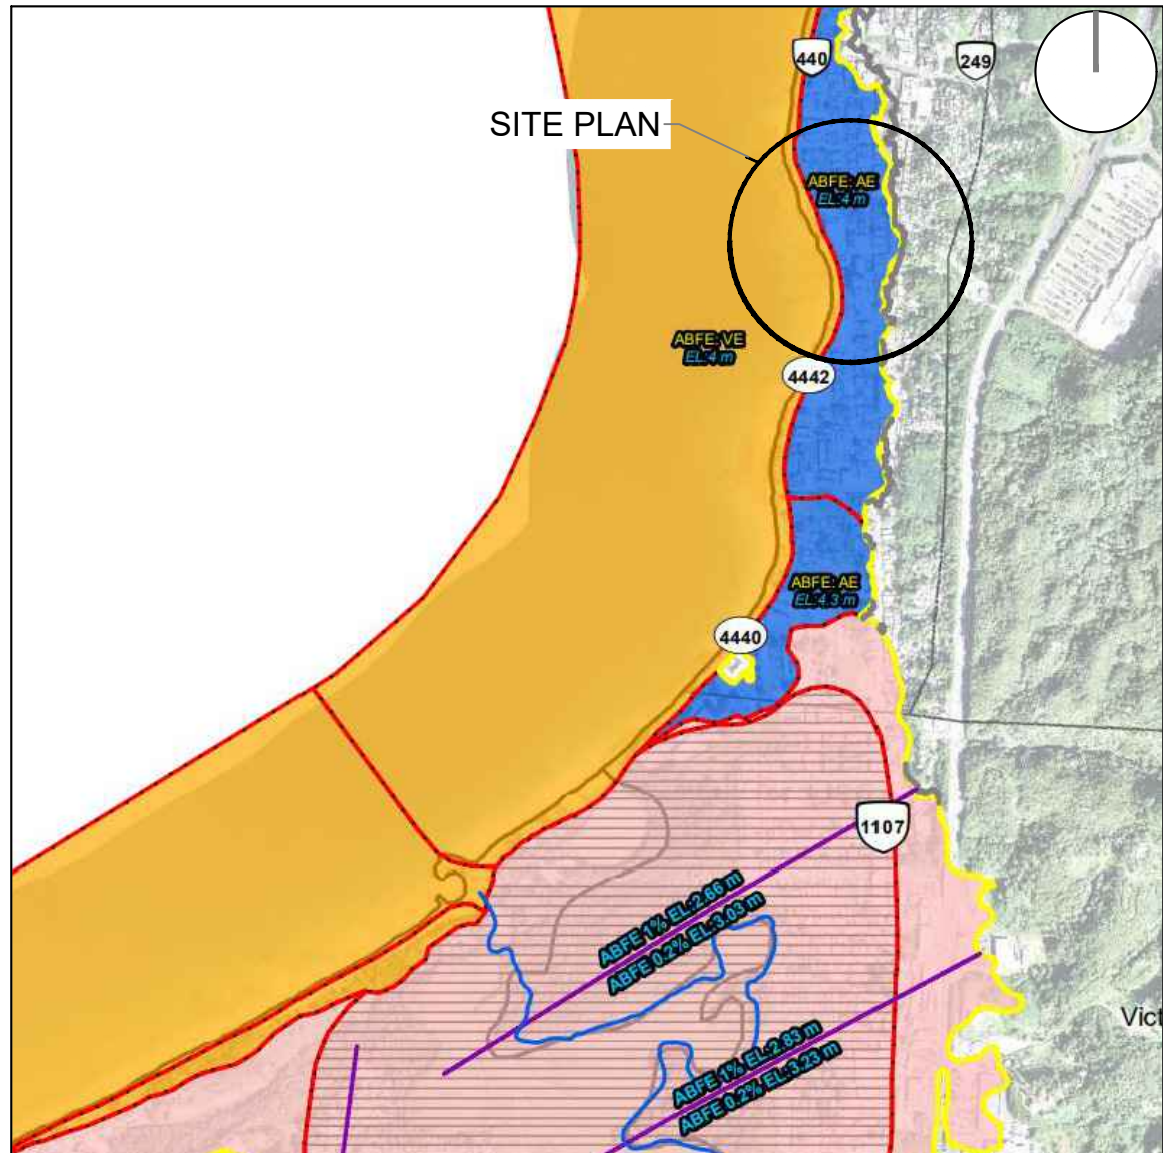 440
249
SITE PLAN
ABFE: AE
EL:4 m
ABFE: VE
EL:4 m
4442
ABFE: AE
EL:4.3 m
4440
1107
ABFE 1% EL:2.66 m
ABFE 0.2% EL:3.03 m
Vict
ABFE 1% EL:2.83 m
ABFE 0.2% EL:3.23 m